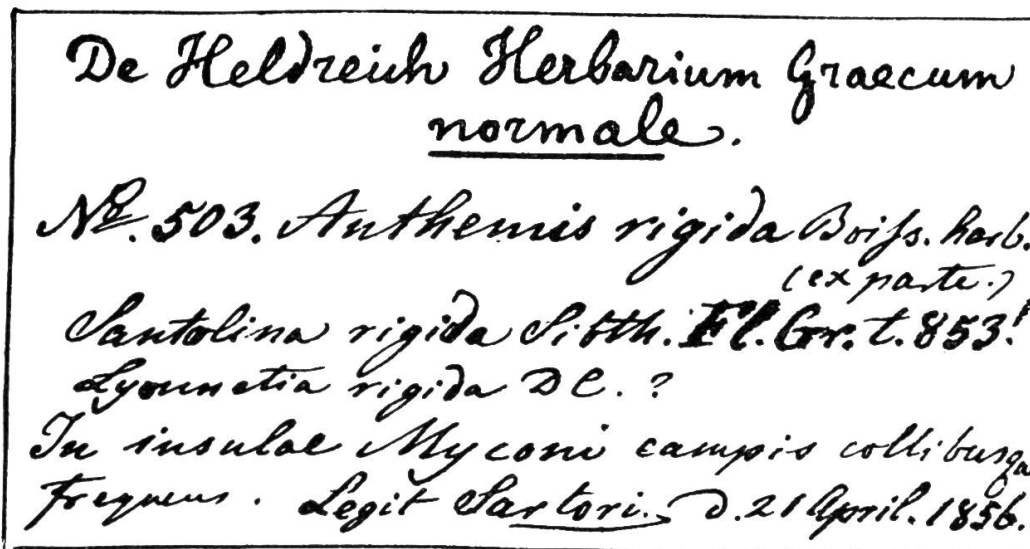 De Heldreich Herbarium Graecum
normale.
No. 503. Anthemis rigida Boiss. herb.
(ex parte.)
Santolina rigida Sibth. Fl. Gr. t. 853!
Lyonnetia rigida DC. ?
In insulae Myconi campis collibusque
frequens. Legit Sartori. d. 21 April. 1856.